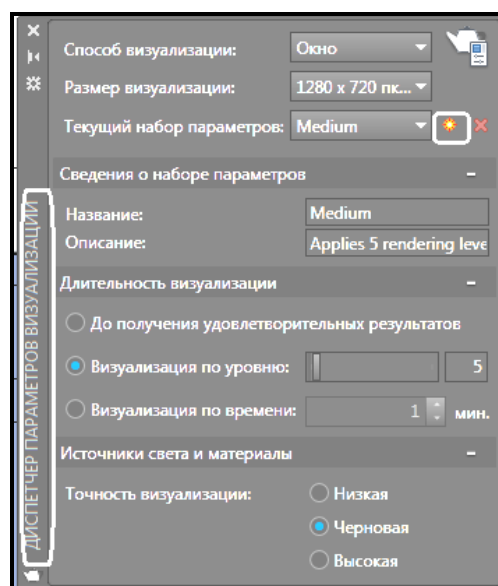 Способ визуализации: Окно
Размер визуализации: 1280 x 720 пк...
Текущий набор параметров: Medium
Сведения о наборе параметров
Название: Medium
Описание: Applies 5 rendering leve
Длительность визуализации
До получения удовлетворительных результатов
Визуализация по уровню: 5
Визуализация по времени: 1 мин.
Источники света и материалы
Точность визуализации: Низкая
Черновая
Высокая
ДИСПЕТЧЕР ПАРАМЕТРОВ ВИЗУАЛИЗАЦИИ